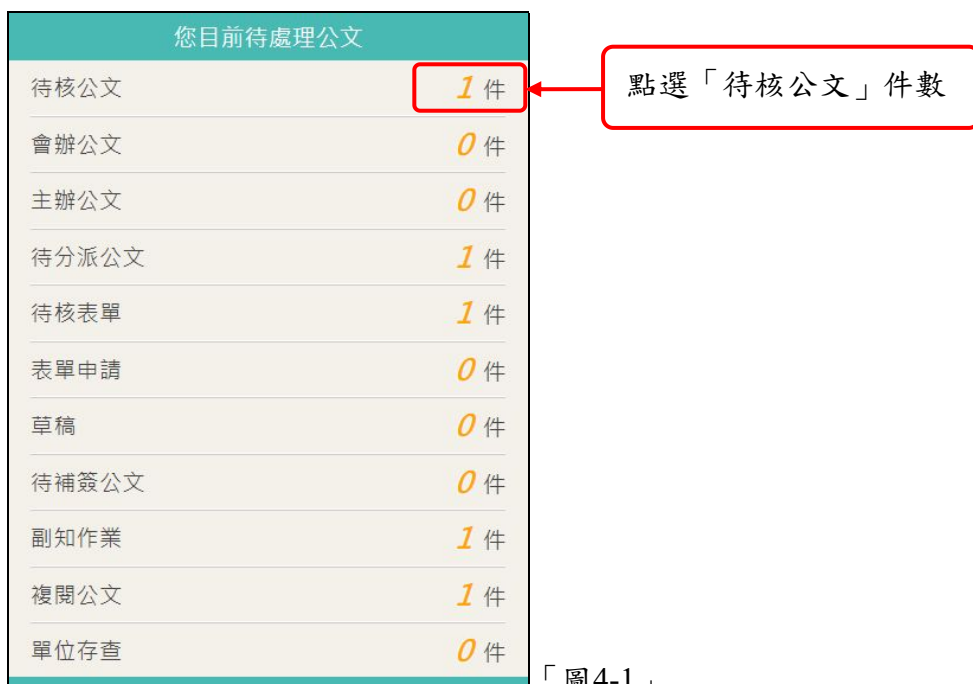 您目前待處理公文
待核公文 1 件
點選「待核公文」件數
會辦公文 0 件
主辦公文 0 件
待分派公文 1 件
待核表單 1 件
表單申請 0 件
草稿 0 件
待補簽公文 0 件
副知作業 1 件
複閱公文 1 件
單位存查 0 件
「圖4-1」